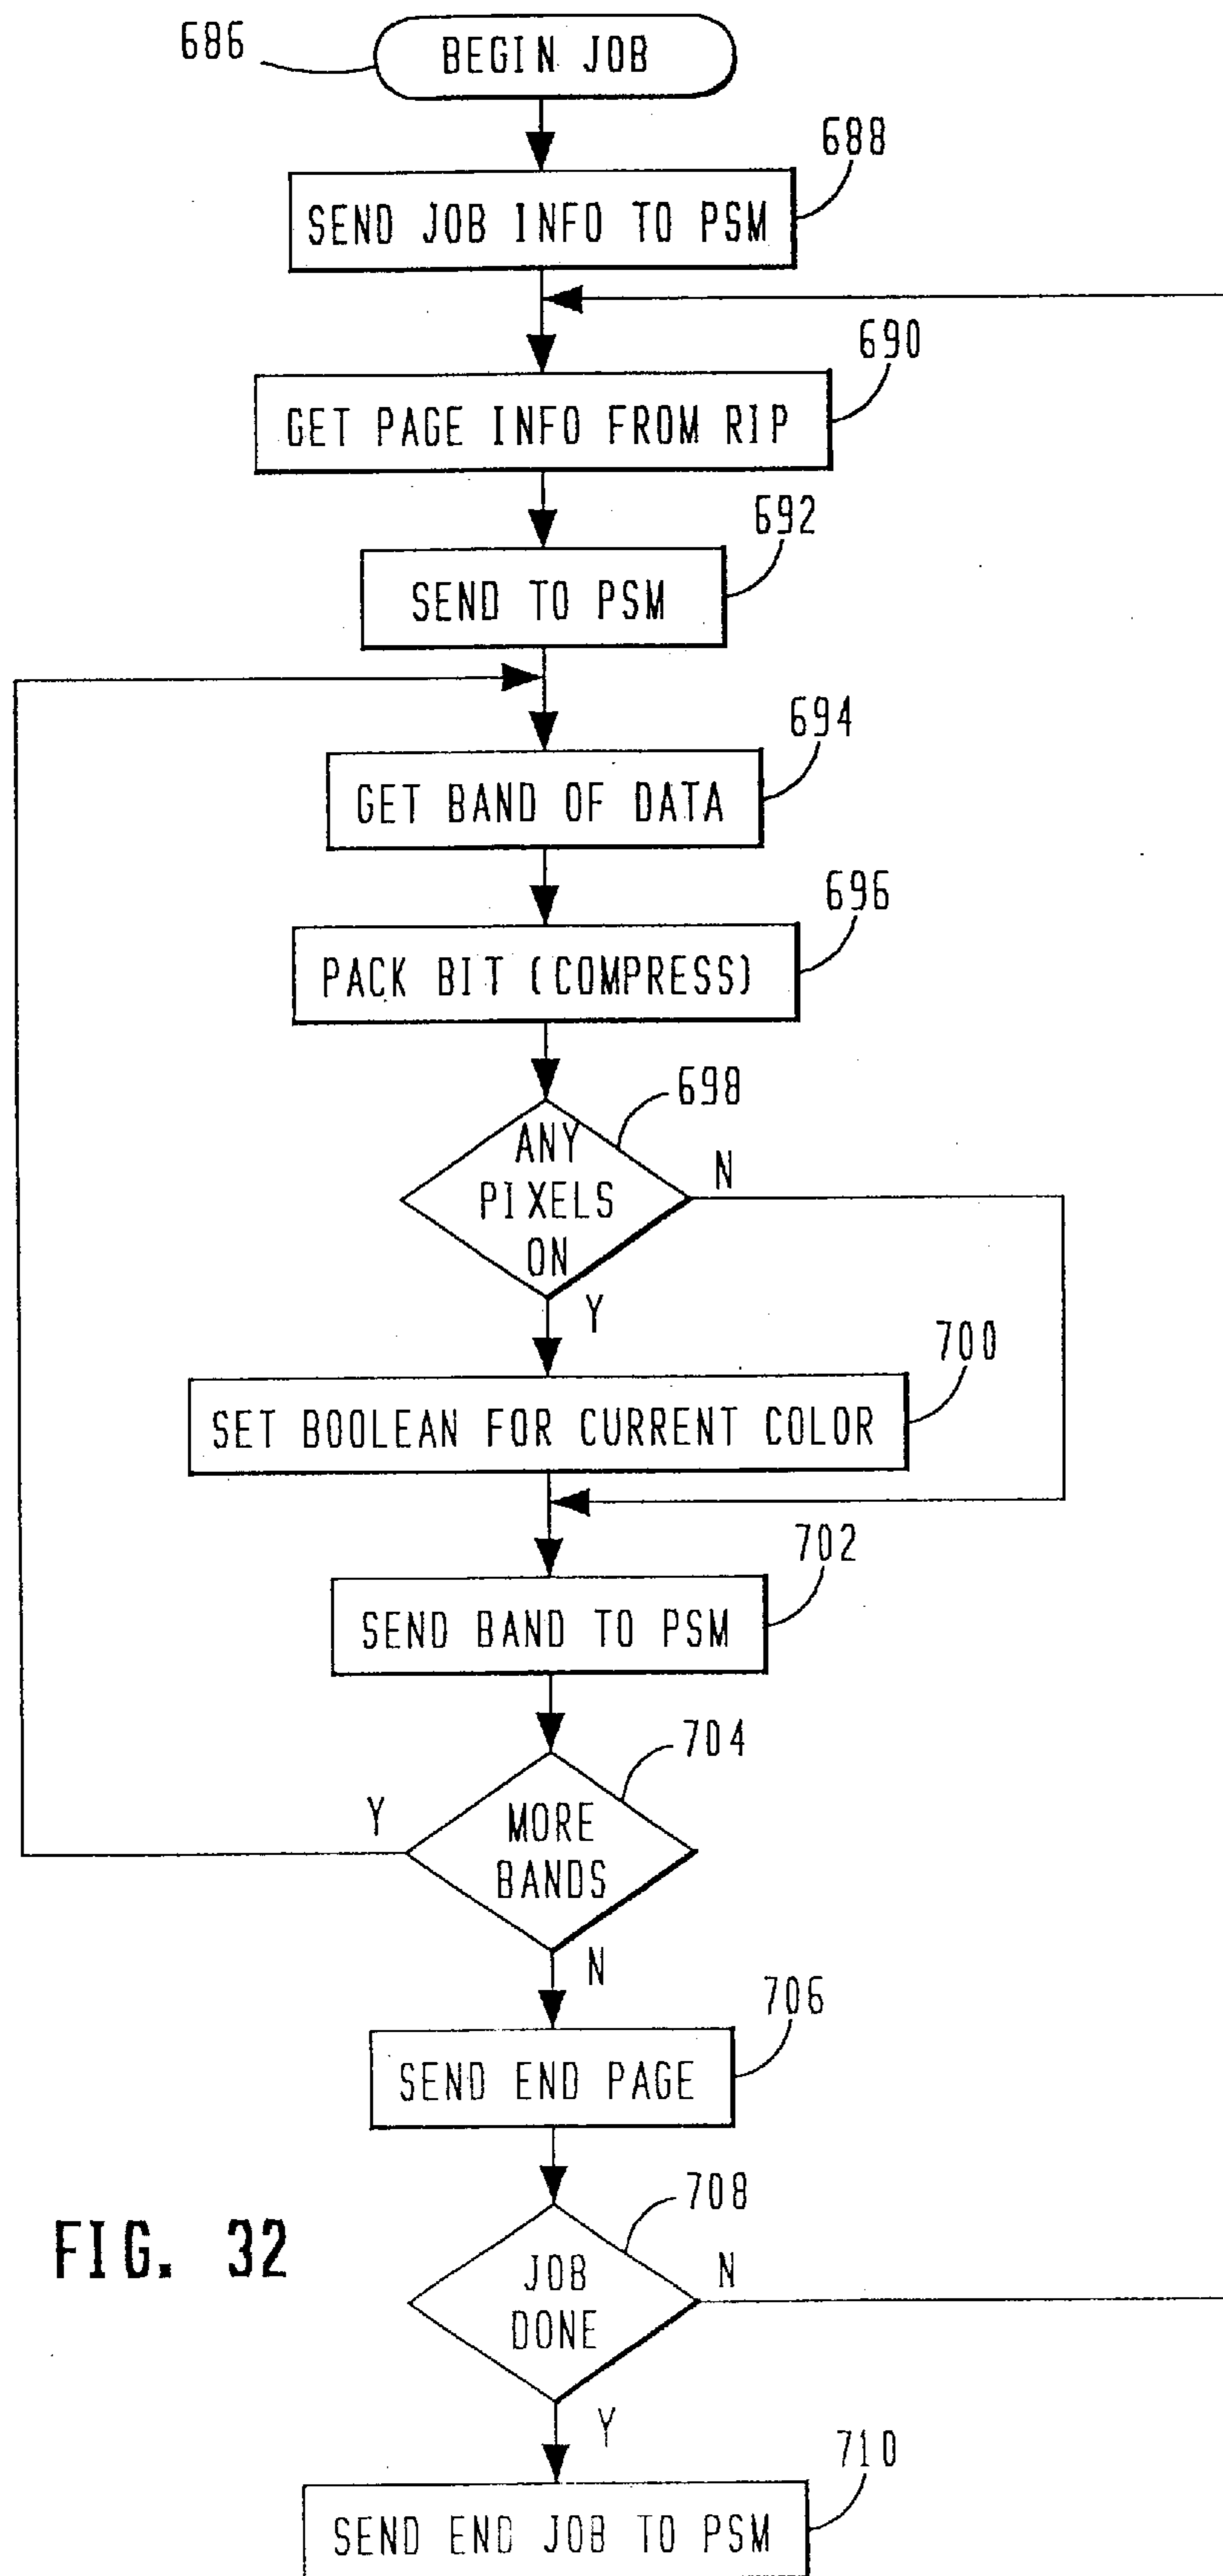 686
BEGIN JOB
688
SEND JOB INFO TO PSM
690
GET PAGE INFO FROM RIP
692
SEND TO PSM
694
GET BAND OF DATA
696
PACK BIT (COMPRESS)
698
ANY
PIXELS
ON
N
Y
700
SET BOOLEAN FOR CURRENT COLOR
702
SEND BAND TO PSM
704
Y
MORE
BANDS
N
706
SEND END PAGE
708
FIG. 32
JOB
DONE
N
Y
710
SEND END JOB TO PSM